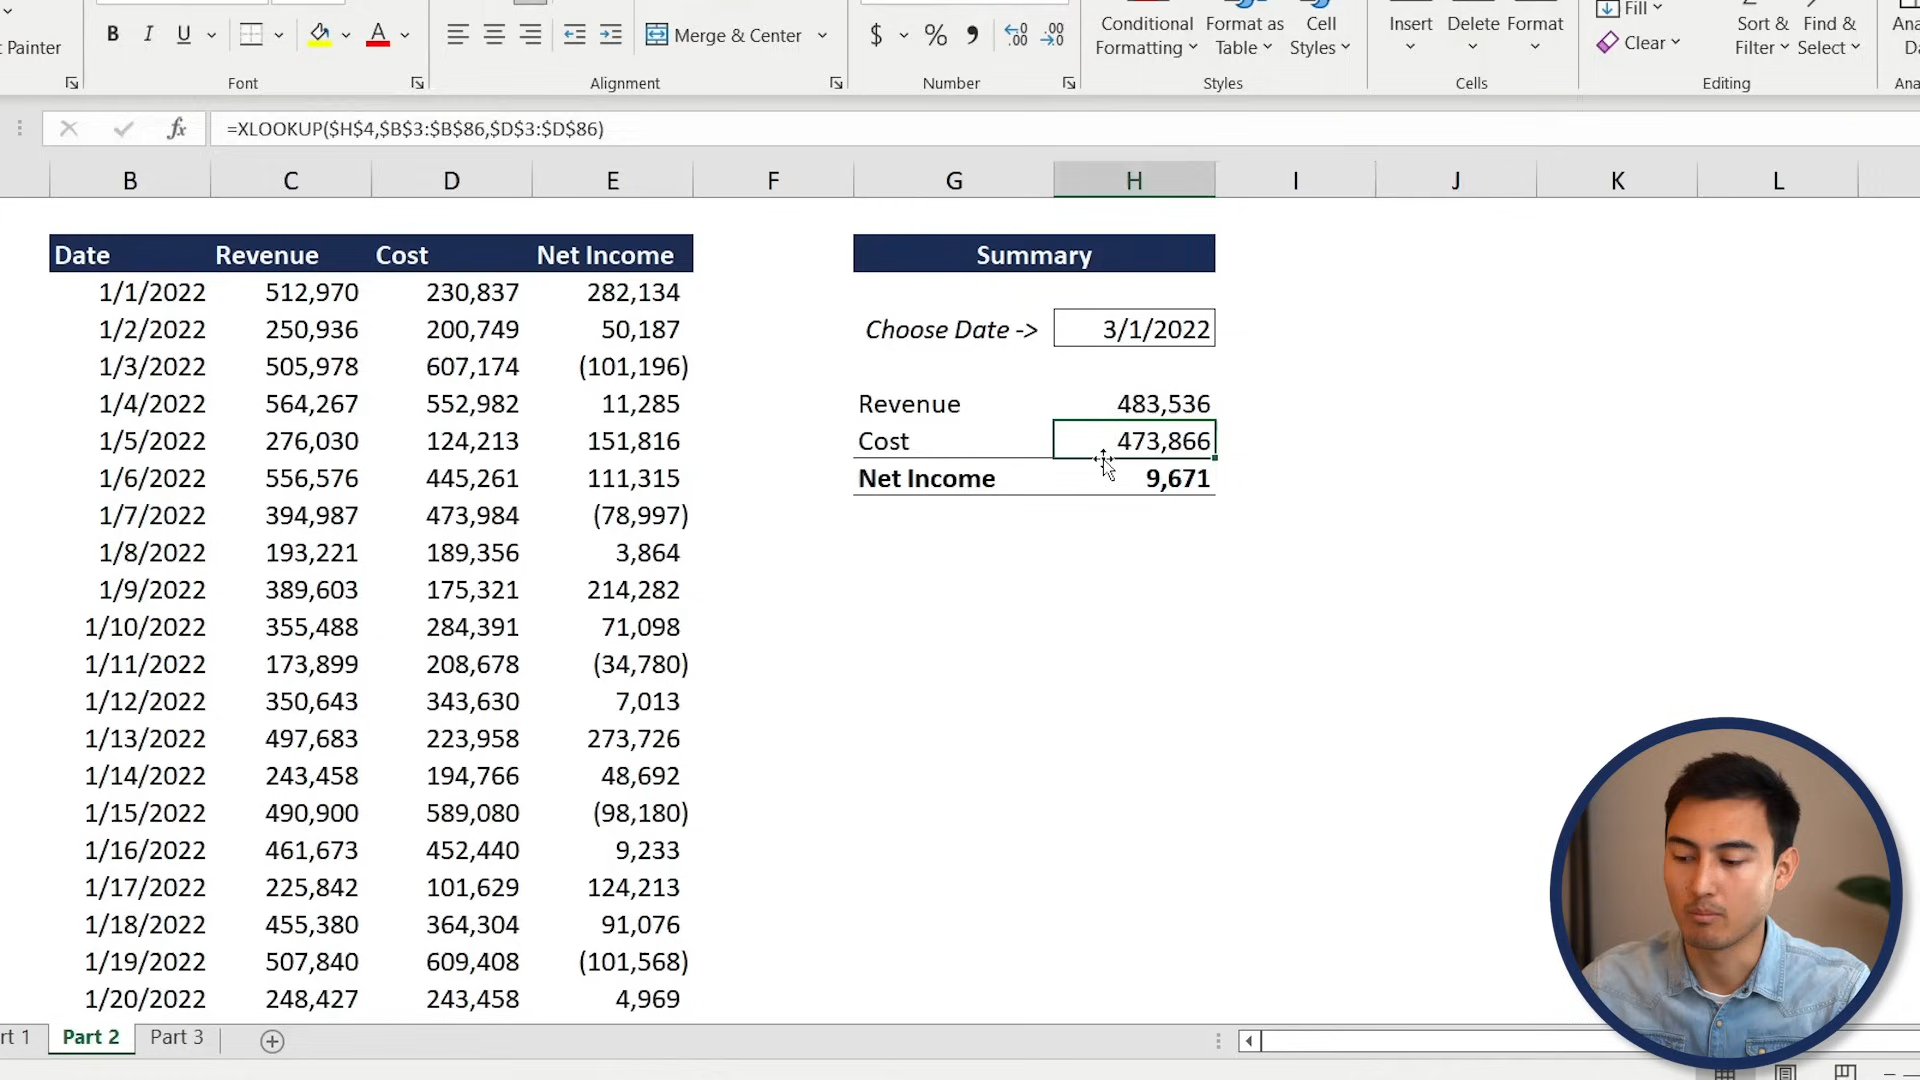 Painter
B I U A Merge & Center $ % 9 .00 .00
Conditional Formatting Format as Table Cell Styles
Insert Delete Format
Fill
Clear
Sort & Filter Find & Select
Font Alignment Number Styles Cells Editing
fx =XLOOKUP($H$4,$B$3:$B$86,$D$3:$D$86)
B C D E F G H I J K L
Date Revenue Cost Net Income Summary
1/1/2022 512,970 230,837 282,134
1/2/2022 250,936 200,749 50,187 Choose Date -> 3/1/2022
1/3/2022 505,978 607,174 (101,196)
1/4/2022 564,267 552,982 11,285 Revenue 483,536
1/5/2022 276,030 124,213 151,816 Cost 473,866
1/6/2022 556,576 445,261 111,315 Net Income 9,671
1/7/2022 394,987 473,984 (78,997)
1/8/2022 193,221 189,356 3,864
1/9/2022 389,603 175,321 214,282
1/10/2022 355,488 284,391 71,098
1/11/2022 173,899 208,678 (34,780)
1/12/2022 350,643 343,630 7,013
1/13/2022 497,683 223,958 273,726
1/14/2022 243,458 194,766 48,692
1/15/2022 490,900 589,080 (98,180)
1/16/2022 461,673 452,440 9,233
1/17/2022 225,842 101,629 124,213
1/18/2022 455,380 364,304 91,076
1/19/2022 507,840 609,408 (101,568)
1/20/2022 248,427 243,458 4,969
rt 1 Part 2 Part 3